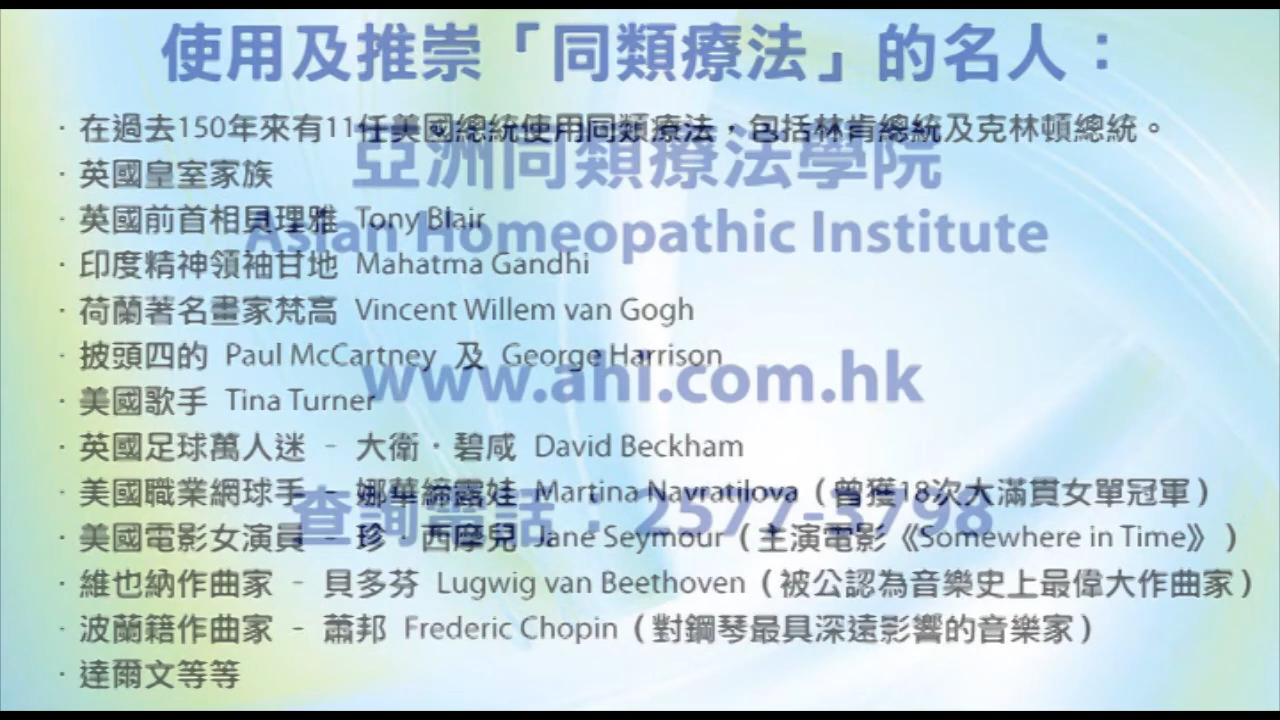 使用及推崇「同類療法」的名人：
· 在過去150年來有11任美國總統使用同類療法，包括林肯總統及克林頓總統。
亞洲同類療法學院
· 英國皇室家族
· 英國前首相貝理雅 Tony Blair
Asian Homeopathic Institute
· 印度精神領袖甘地 Mahatma Gandhi
· 荷蘭著名畫家梵高 Vincent Willem van Gogh
· 披頭四的 Paul McCartney 及 George Harrison
www.ahi.com.hk
· 美國歌手 Tina Turner
· 英國足球萬人迷 - 大衛·碧咸 David Beckham
· 美國職業網球手 - 娜華締露娃 Martina Navratilova（曾獲18次大滿貫女單冠軍）
查詢電話：2577-3798
· 美國電影女演員 - 珍·西摩兒 Jane Seymour（主演電影《Somewhere in Time》）
· 維也納作曲家 - 貝多芬 Lugwig van Beethoven（被公認為音樂史上最偉大作曲家）
· 波蘭籍作曲家 - 蕭邦 Frederic Chopin（對鋼琴最具深遠影響的音樂家）
· 達爾文等等